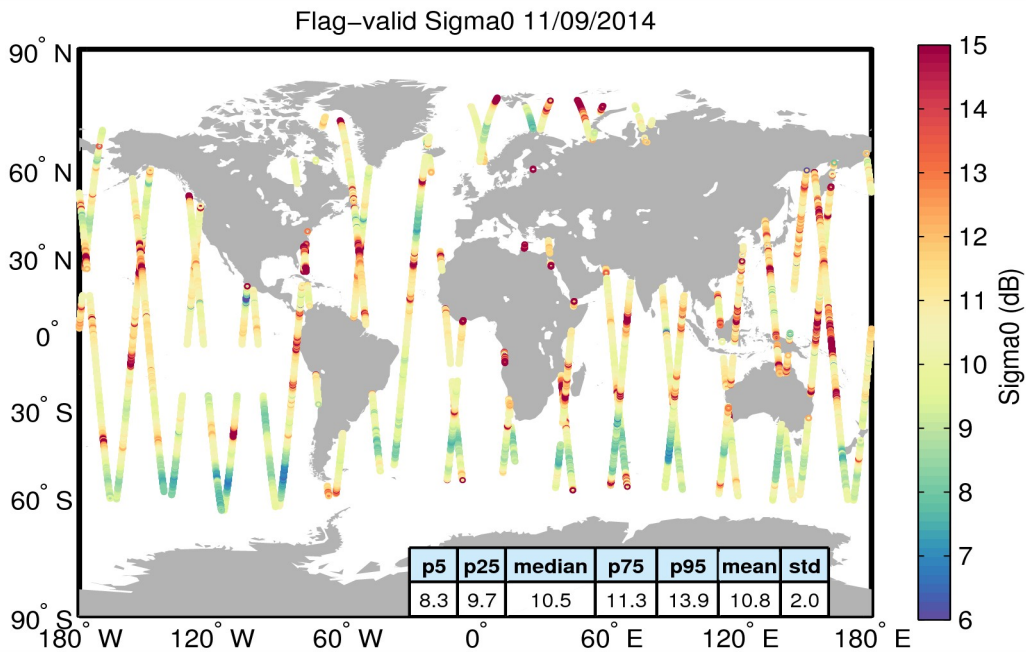 Flag-valid Sigma0 11/09/2014
90° N
60° N
30° N
0°
30° S
60° S
90° S
180° W
120° W
60° W
0°
60° E
120° E
180° E
p5 p25 median p75 p95 mean std
8.3 9.7 10.5 11.3 13.9 10.8 2.0
15
14
13
12
11
10
9
8
7
6
Sigma0 (dB)